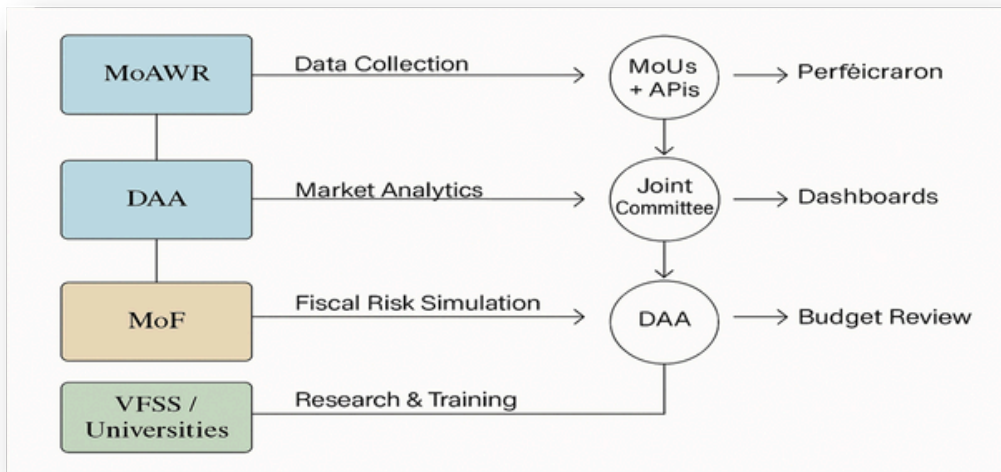 MoAWR
Data Collection
MoUs
+ APis
Perféicraron
DAA
Market Analytics
Joint
Committee
Dashboards
MoF
Fiscal Risk Simulation
DAA
Budget Review
VFSS /
Universities
Research & Training